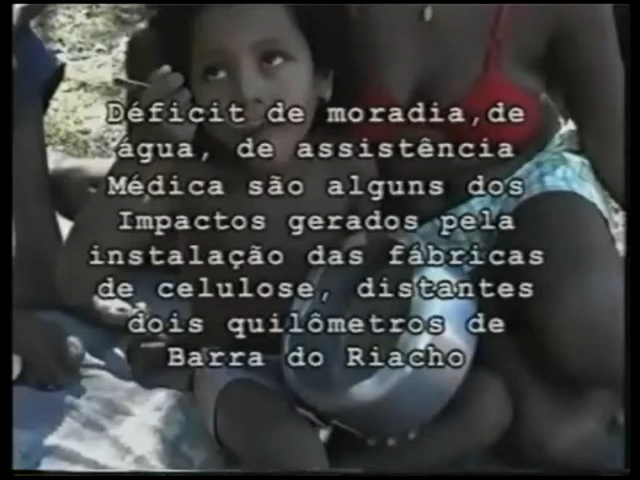 Déficit de moradia,de
água, de assistência
Médica são alguns dos
Impactos gerados pela
instalação das fábricas
de celulose, distantes
dois quilômetros de
Barra do Riacho